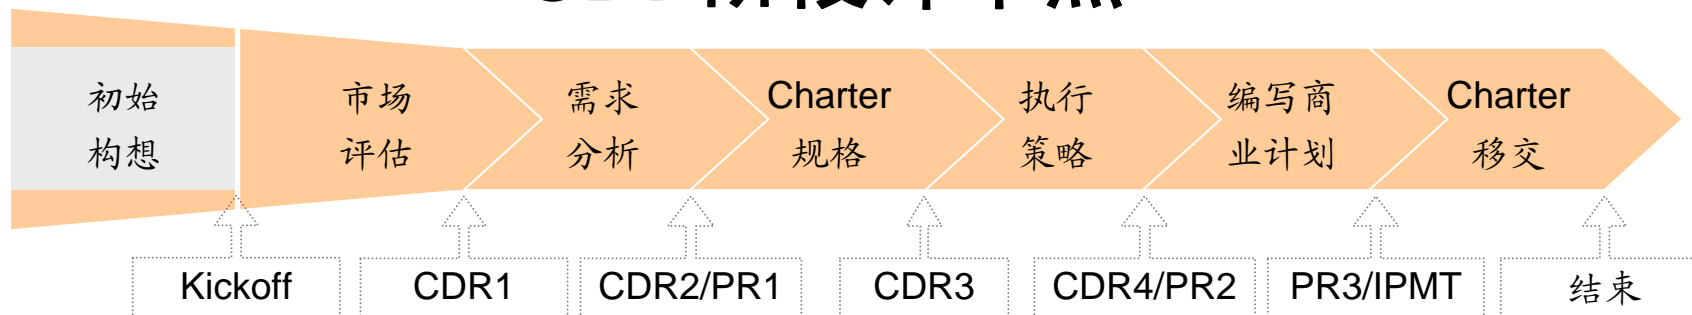 初始
构想
市场
评估
需求
分析
Charter
规格
执行
策略
编写商
业计划
Charter
移交
Kickoff
CDR1
CDR2/PR1
CDR3
CDR4/PR2
PR3/IPMT
结束